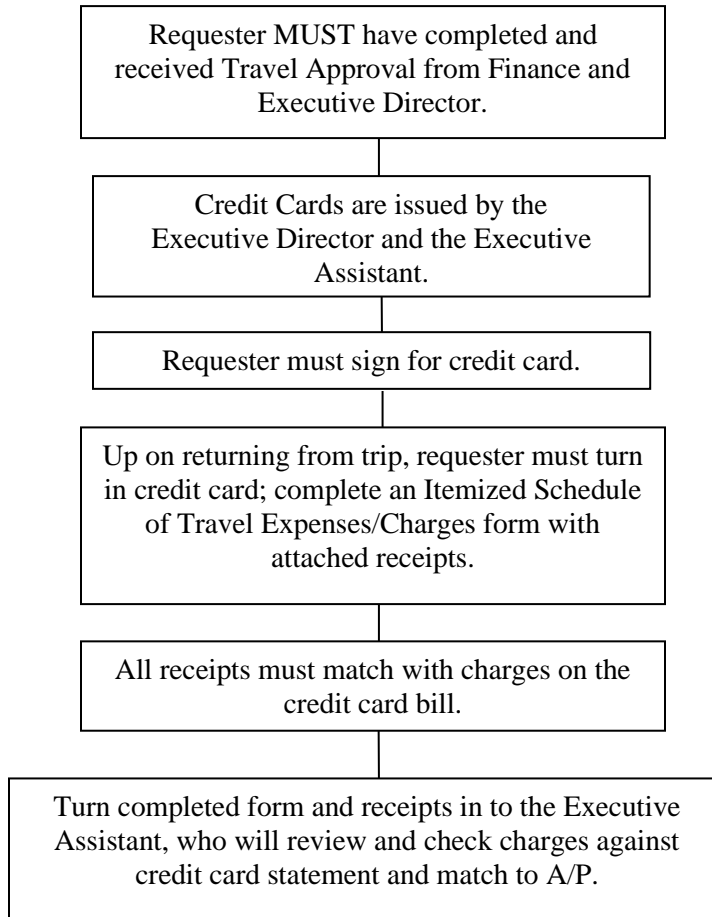 Requester MUST have completed and
received Travel Approval from Finance and
Executive Director.
Credit Cards are issued by the
Executive Director and the Executive
Assistant.
Requester must sign for credit card.
Up on returning from trip, requester must turn
in credit card; complete an Itemized Schedule
of Travel Expenses/Charges form with
attached receipts.
All receipts must match with charges on the
credit card bill.
Turn completed form and receipts in to the Executive
Assistant, who will review and check charges against
credit card statement and match to A/P.